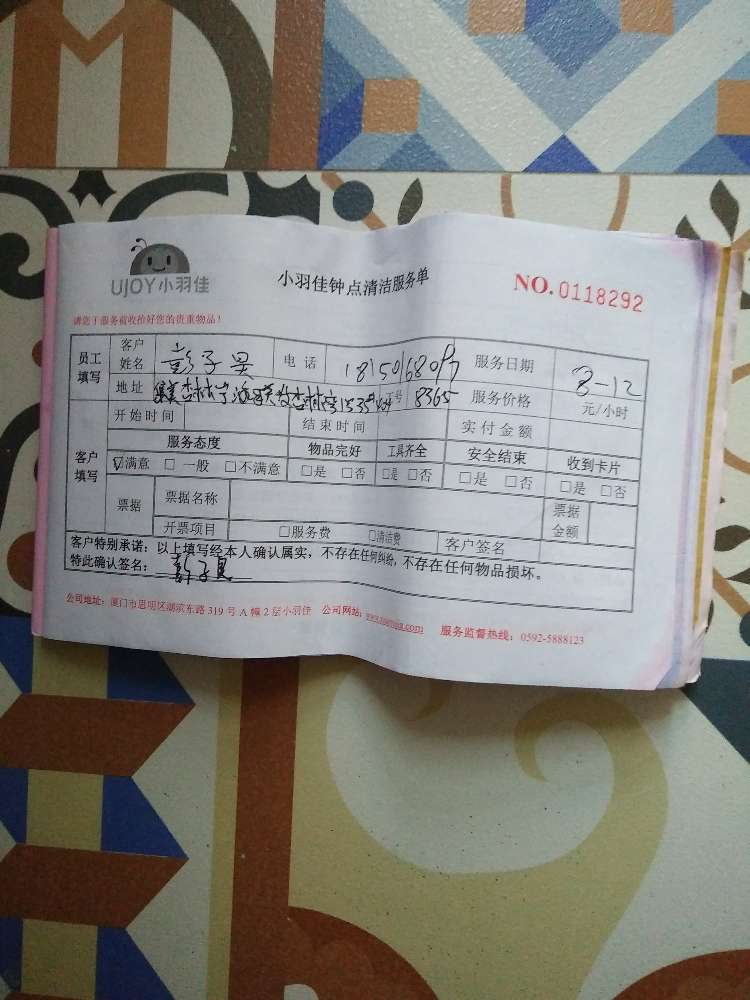 UJOY小羽佳
小羽佳钟点清洁服务单
NO.0118292
请您于服务前收拾好您的贵重物品！
员工填写 客户姓名 彭子 电话 服务日期 8-12
地址 工号 8365 服务价格 元/小时
客户填写 开始时间 结束时间 实付金额
服务态度 物品完好 工具齐全 安全结束 收到卡片
☑满意 □一般 □不满意 □是 □否 □是 □否 □是 □否 □是 □否
票据 票据名称 票据金额
开票项目 □服务费 □清洁费 客户签名
客户特别承诺：以上填写经本人确认属实，不存在任何纠纷，不存在任何物品损坏。
特此确认签名： 彭子
公司地址：厦门市思明区湖滨东路 319 号 A 幢 2 层小羽佳 公司网站： 服务监督热线：0592-5888123